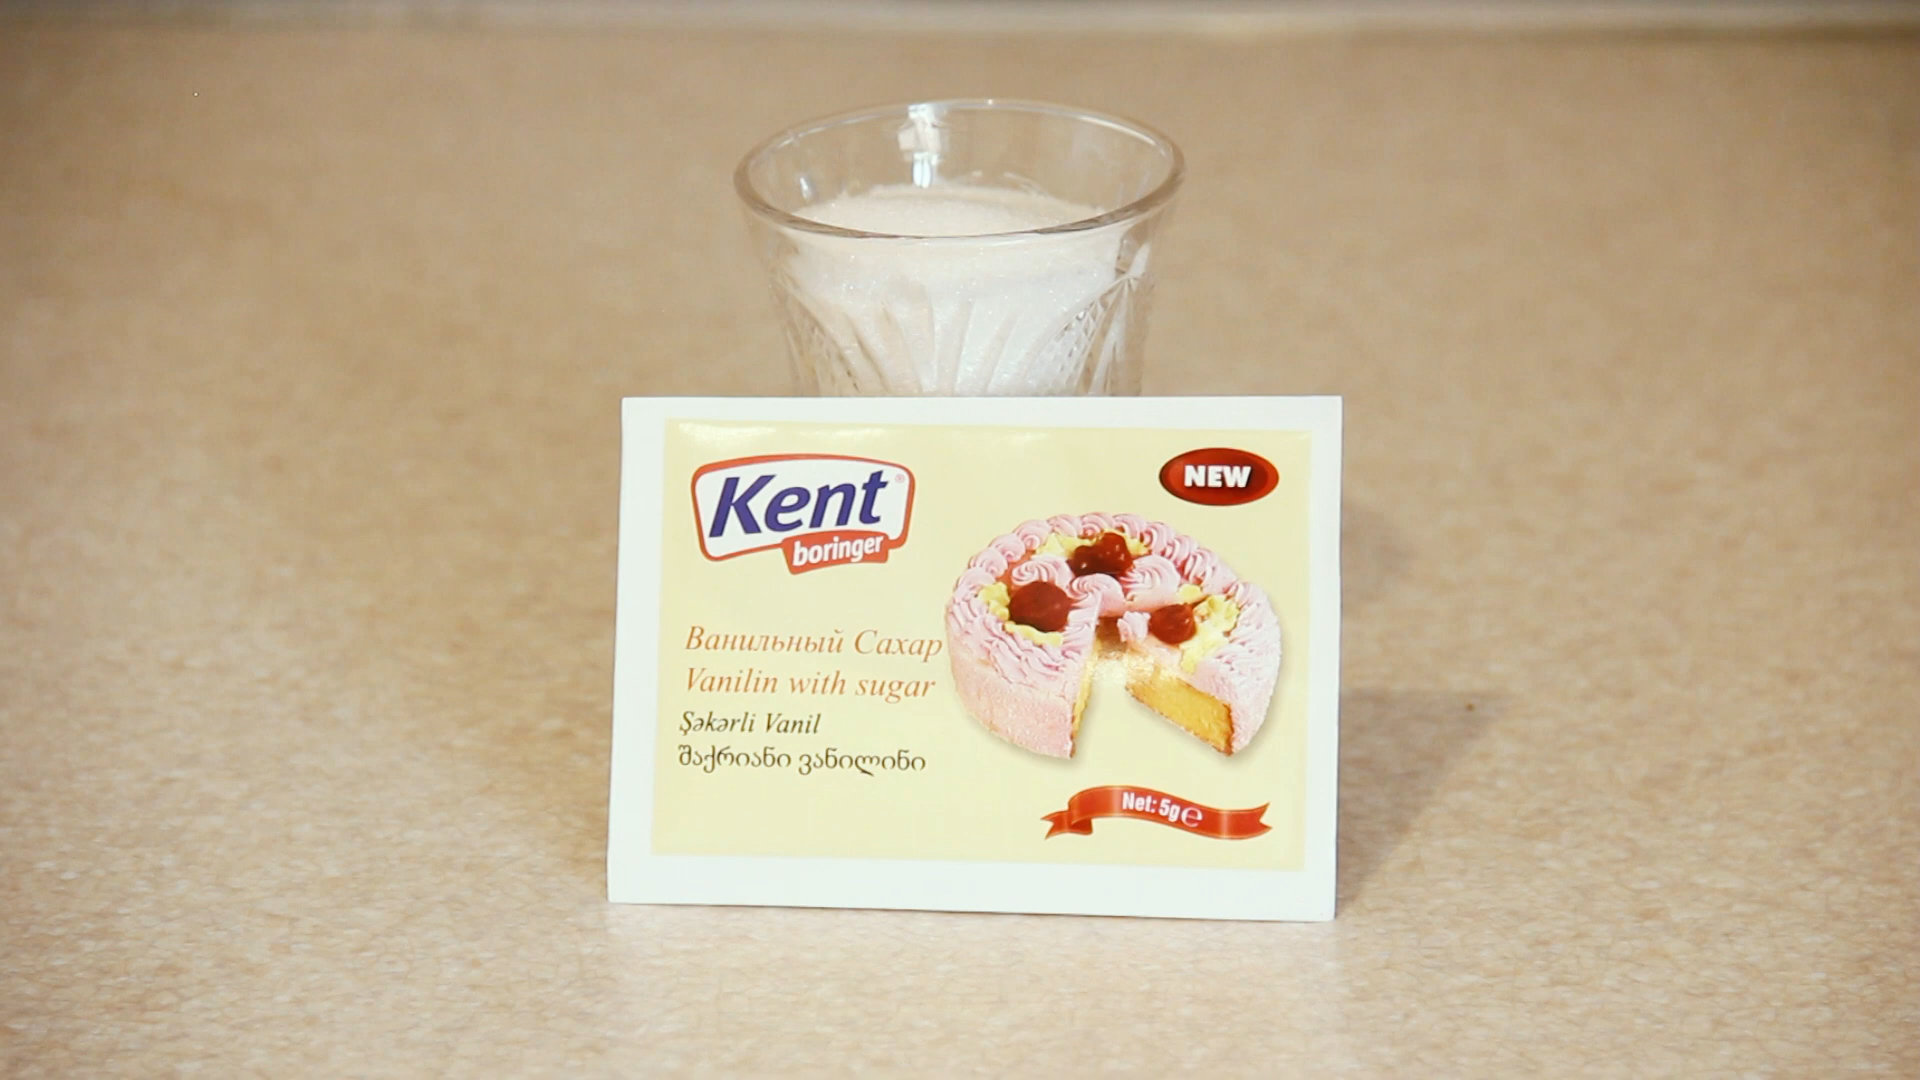 Kent®
boringer
NEW
Ванильный Сахар
Vanilin with sugar
Şəkərli Vanil
შაქრიანი ვანილინი
Net: 5g ℮